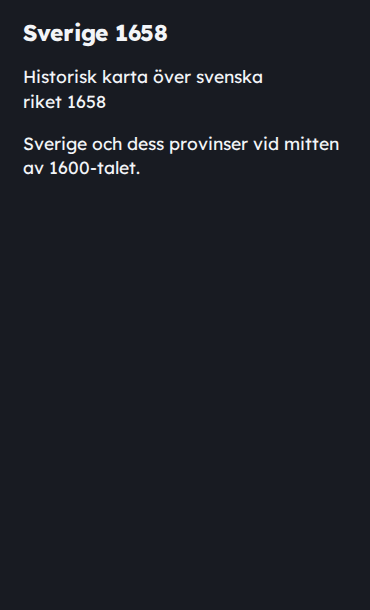 Sverige 1658
Historisk karta över svenska
riket 1658
Sverige och dess provinser vid mitten
av 1600-talet.